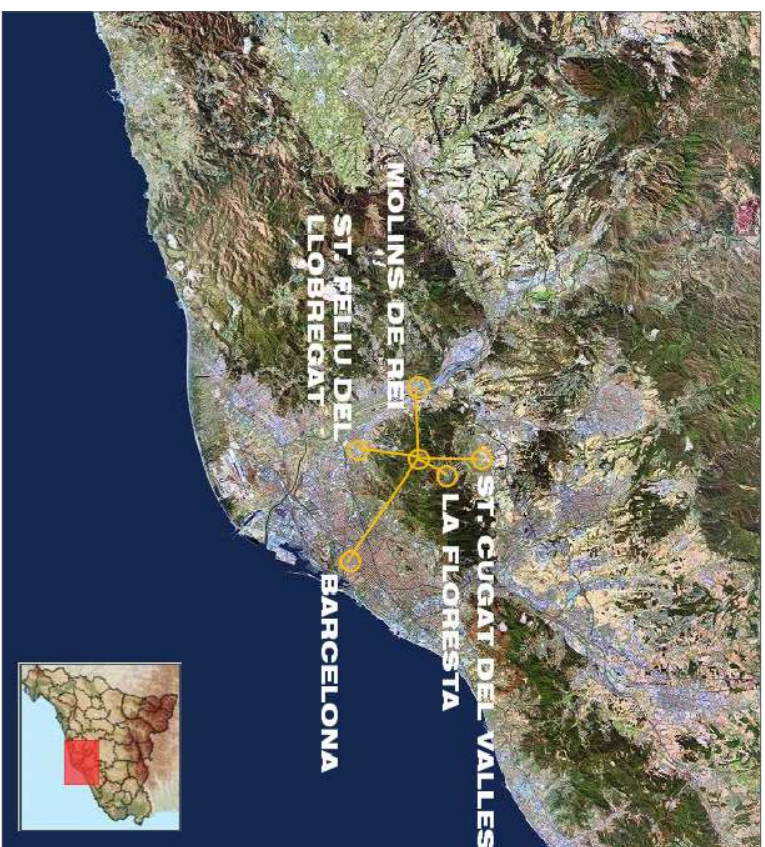 ST. CUGAT DEL VALLES
LA FLORESTA
MOLINS DE REI
ST. FELIU DEL
LLOBREGAT
BARCELONA